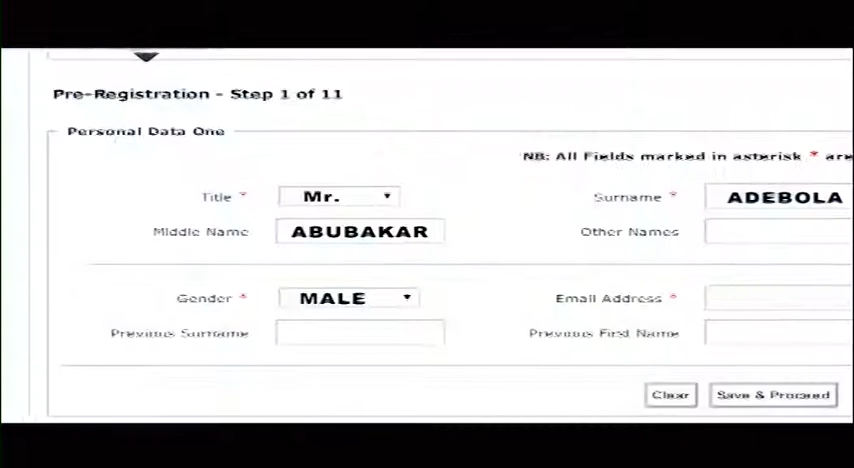 Pre-Registration - Step 1 of 11
Personal Data One
NB: All Fields marked in asterisk * are
Title * Mr. Surname * ADEBOLA
Middle Name ABUBAKAR Other Names
Gender * MALE Email Address *
Previous Surname Previous First Name
Clear Save & Proceed